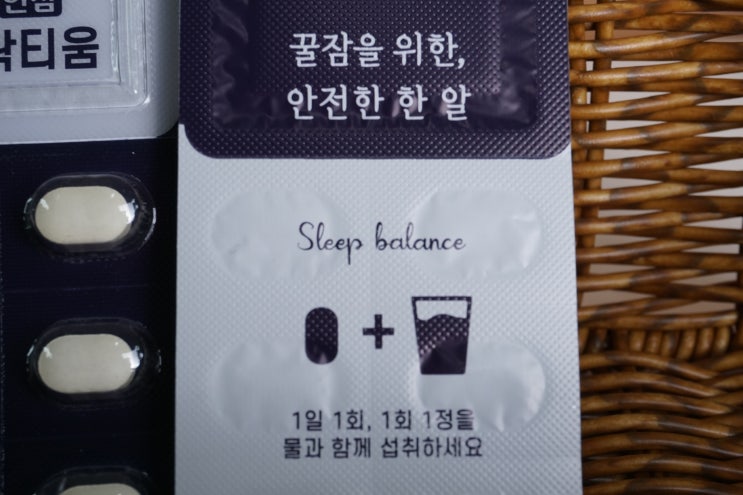 락티움
꿀잠을 위한,
안전한 한 알
Sleep balance
1일 1회, 1회 1정을
물과 함께 섭취하세요